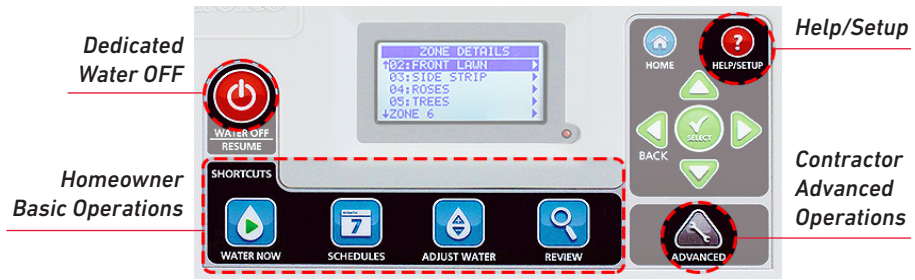 Dedicated
Water OFF
Homeowner
Basic Operations
ZONE DETAILS
↑02:FRONT LAWN
03:SIDE STRIP
04:ROSES
05:TREES
↓ZONE 6
WATER OFF
RESUME
SHORTCUTS
WATER NOW
MONTH
7
SCHEDULES
ADJUST WATER
REVIEW
HOME
?
HELP/SETUP
SELECT
BACK
ADVANCED
Help/Setup
Contractor
Advanced
Operations